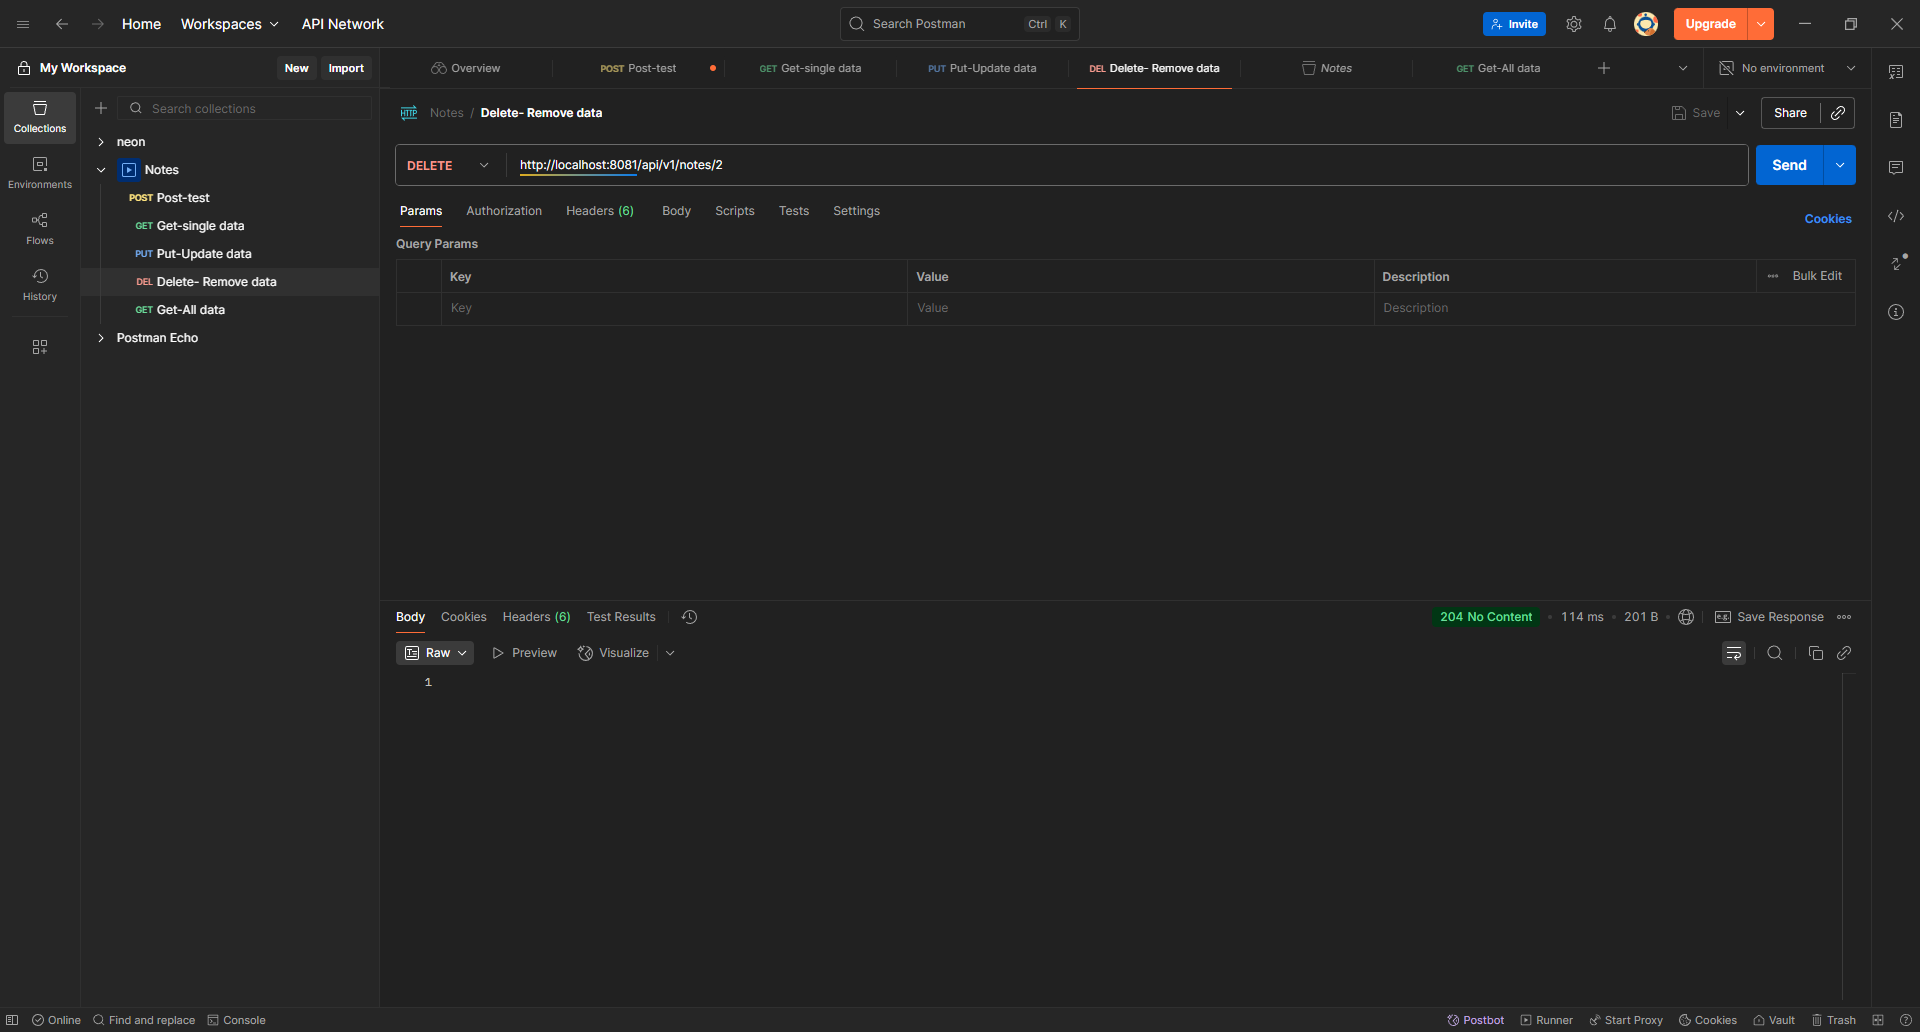 Home Workspaces API Network Search Postman Ctrl K Invite Upgrade
My Workspace New Import Overview POST Post-test GET Get-single data PUT Put-Update data DEL Delete- Remove data Notes GET Get-All data No environment
Collections
Search collections
Notes / Delete- Remove data Save Share
neon
DELETE http://localhost:8081/api/v1/notes/2 Send
Notes
Environments
POST Post-test
Params Authorization Headers (6) Body Scripts Tests Settings Cookies
GET Get-single data
Flows
Query Params
PUT Put-Update data
Key Value Description Bulk Edit
DEL Delete- Remove data
History
Key Value Description
GET Get-All data
Postman Echo
Body Cookies Headers (6) Test Results 204 No Content • 114 ms • 201 B • e.g. Save Response
Raw Preview Visualize
1
Online Find and replace Console Postbot Runner Start Proxy Cookies Vault Trash